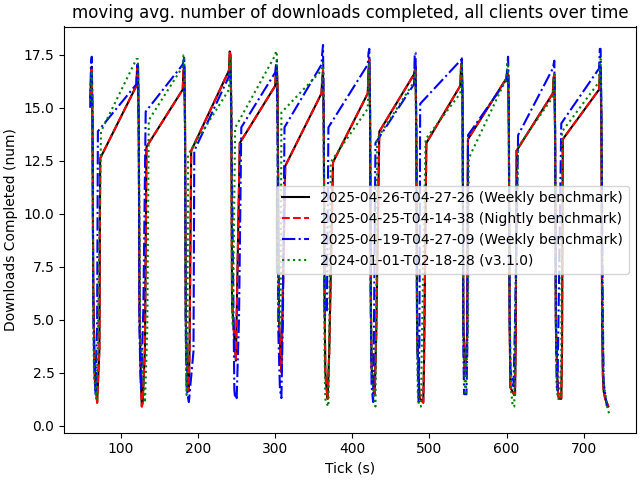 moving avg. number of downloads completed, all clients over time
Downloads Completed (num)
17.5
15.0
12.5
10.0
7.5
5.0
2.5
0.0
2025-04-26-T04-27-26 (Weekly benchmark)
2025-04-25-T04-14-38 (Nightly benchmark)
2025-04-19-T04-27-09 (Weekly benchmark)
2024-01-01-T02-18-28 (v3.1.0)
100 200 300 400 500 600 700
Tick (s)